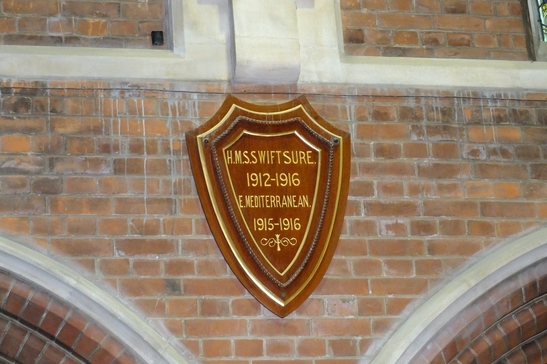 H.M.S.SWIFTSURE.
1912-1916
E.MEDITERRANEAN.
1915-1916